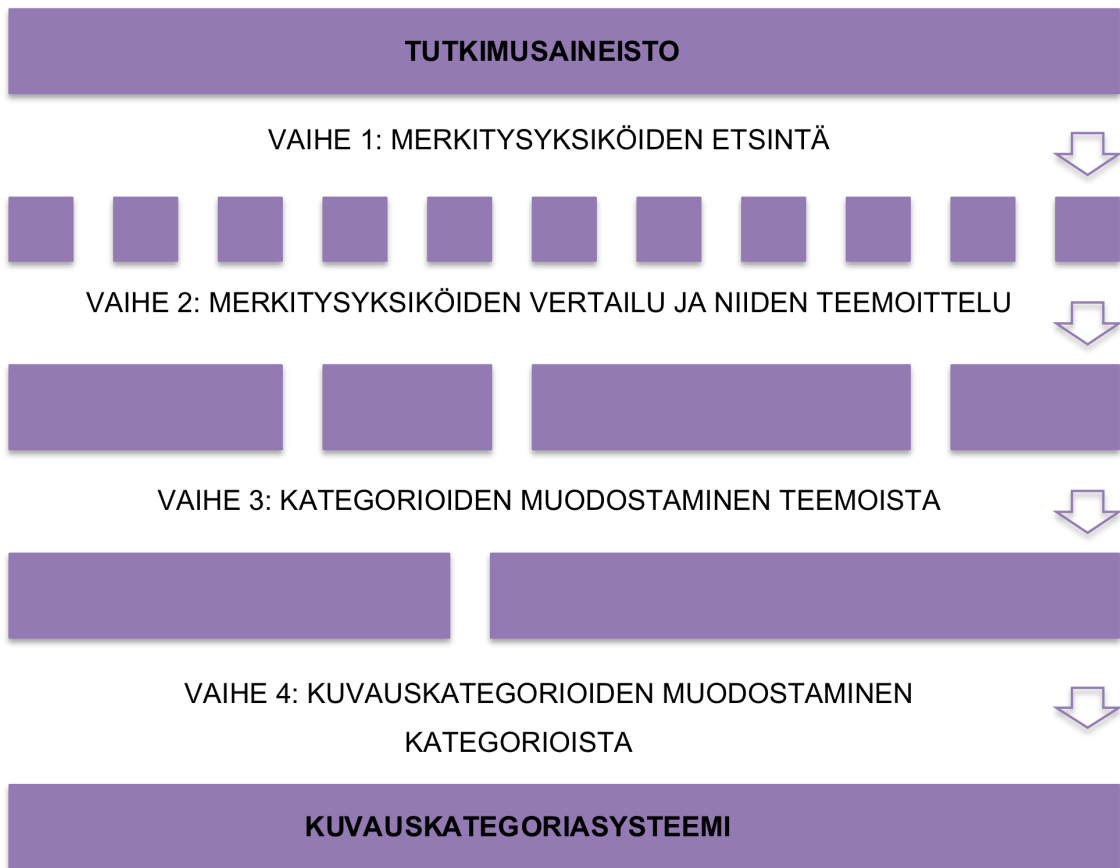 TUTKIMUSAINEISTO
VAIHE 1: MERKITYSYKSIKÖIDEN ETSINTÄ
VAIHE 2: MERKITYSYKSIKÖIDEN VERTAILU JA NIIDEN TEEMOITTELU
VAIHE 3: KATEGORIOIDEN MUODOSTAMINEN TEEMOISTA
VAIHE 4: KUVAUSKATEGORIOIDEN MUODOSTAMINEN
KATEGORIOISTA
KUVAUSKATEGORIASYSTEEMI